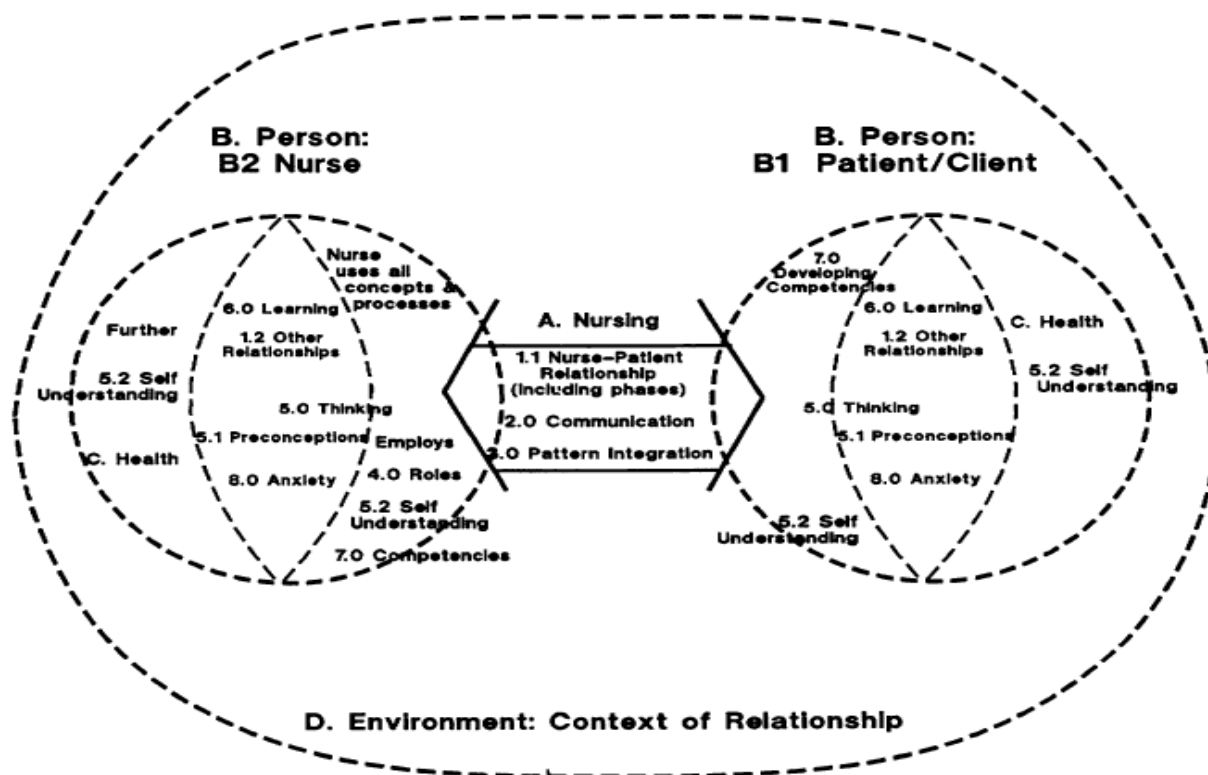 B. Person:
B2 Nurse
B. Person:
B1 Patient/Client
Nurse
uses all
concepts &
processes
6.0 Learning
1.2 Other
Relationships
Further
5.2 Self
Understanding
5.0 Thinking
5.1 Preconceptions
C. Health
8.0 Anxiety
Employs
4.0 Roles
5.2 Self
Understanding
7.0 Competencies
A. Nursing
1.1 Nurse-Patient
Relationship
(including phases)
2.0 Communication
3.0 Pattern Integration
7.0
Developing
Competencies
6.0 Learning
1.2 Other
Relationships
5.0 Thinking
5.1 Preconceptions
8.0 Anxiety
5.2 Self
Understanding
C. Health
5.2 Self
Understanding
D. Environment: Context of Relationship